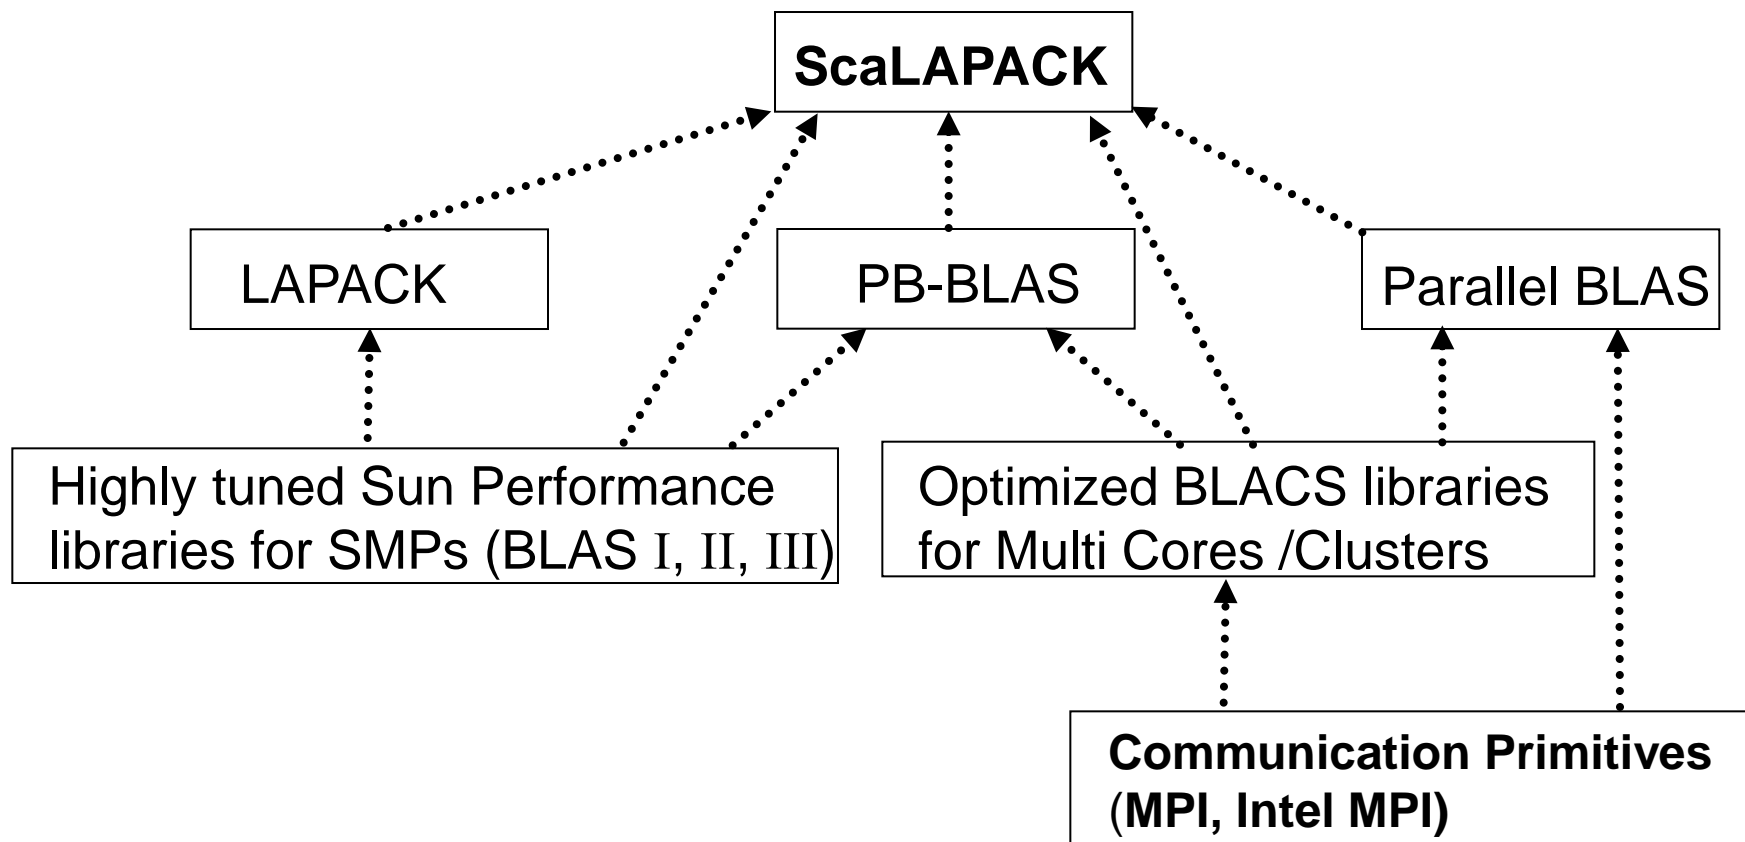 ScaLAPACK
LAPACK
PB-BLAS
Parallel BLAS
Highly tuned Sun Performance
libraries for SMPs (BLAS I, II, III)
Optimized BLACS libraries
for Multi Cores /Clusters
Communication Primitives
(MPI, Intel MPI)